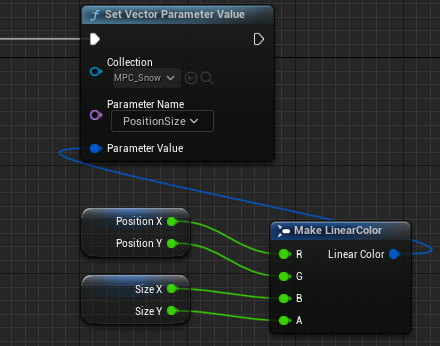 f Set Vector Parameter Value
Collection
MPC_Snow
Parameter Name
PositionSize
Parameter Value
Position X
Position Y
Size X
Size Y
Make LinearColor
R Linear Color
G
B
A